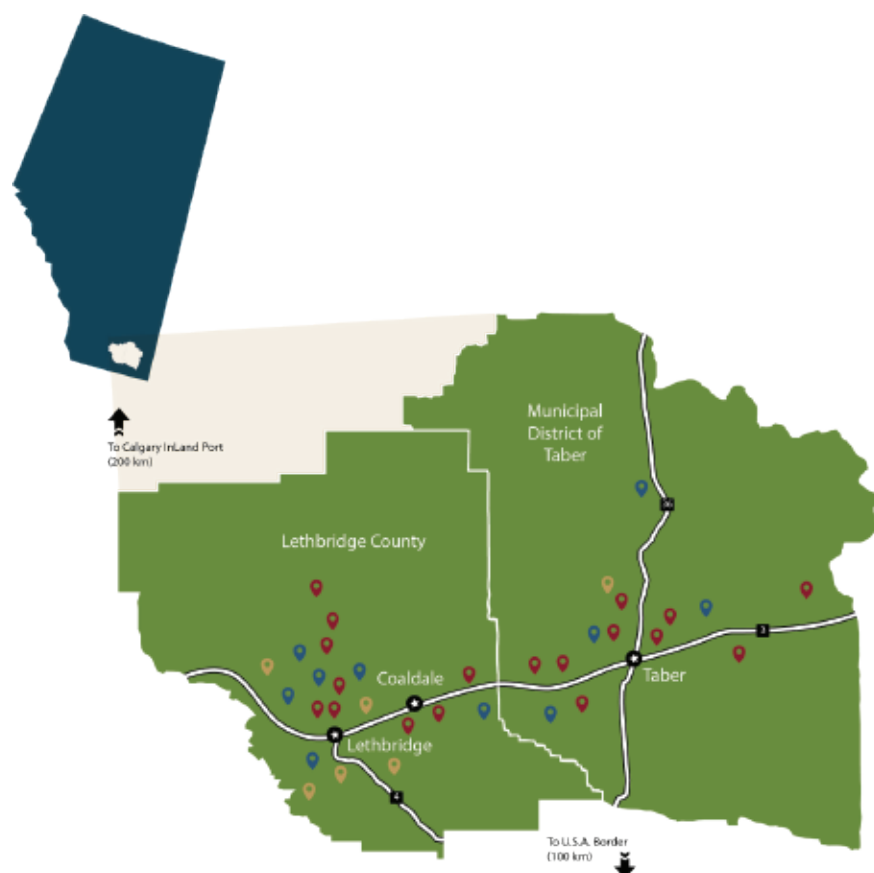 To Calgary InLand Port
(200 km)
Municipal
District of
Taber
Lethbridge County
3
Coaldale
Taber
Lethbridge
4
To U.S.A. Border
(100 km)